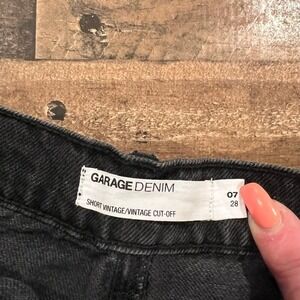 GARAGE DENIM
07
SHORT VINTAGE/VINTAGE CUT-OFF
28